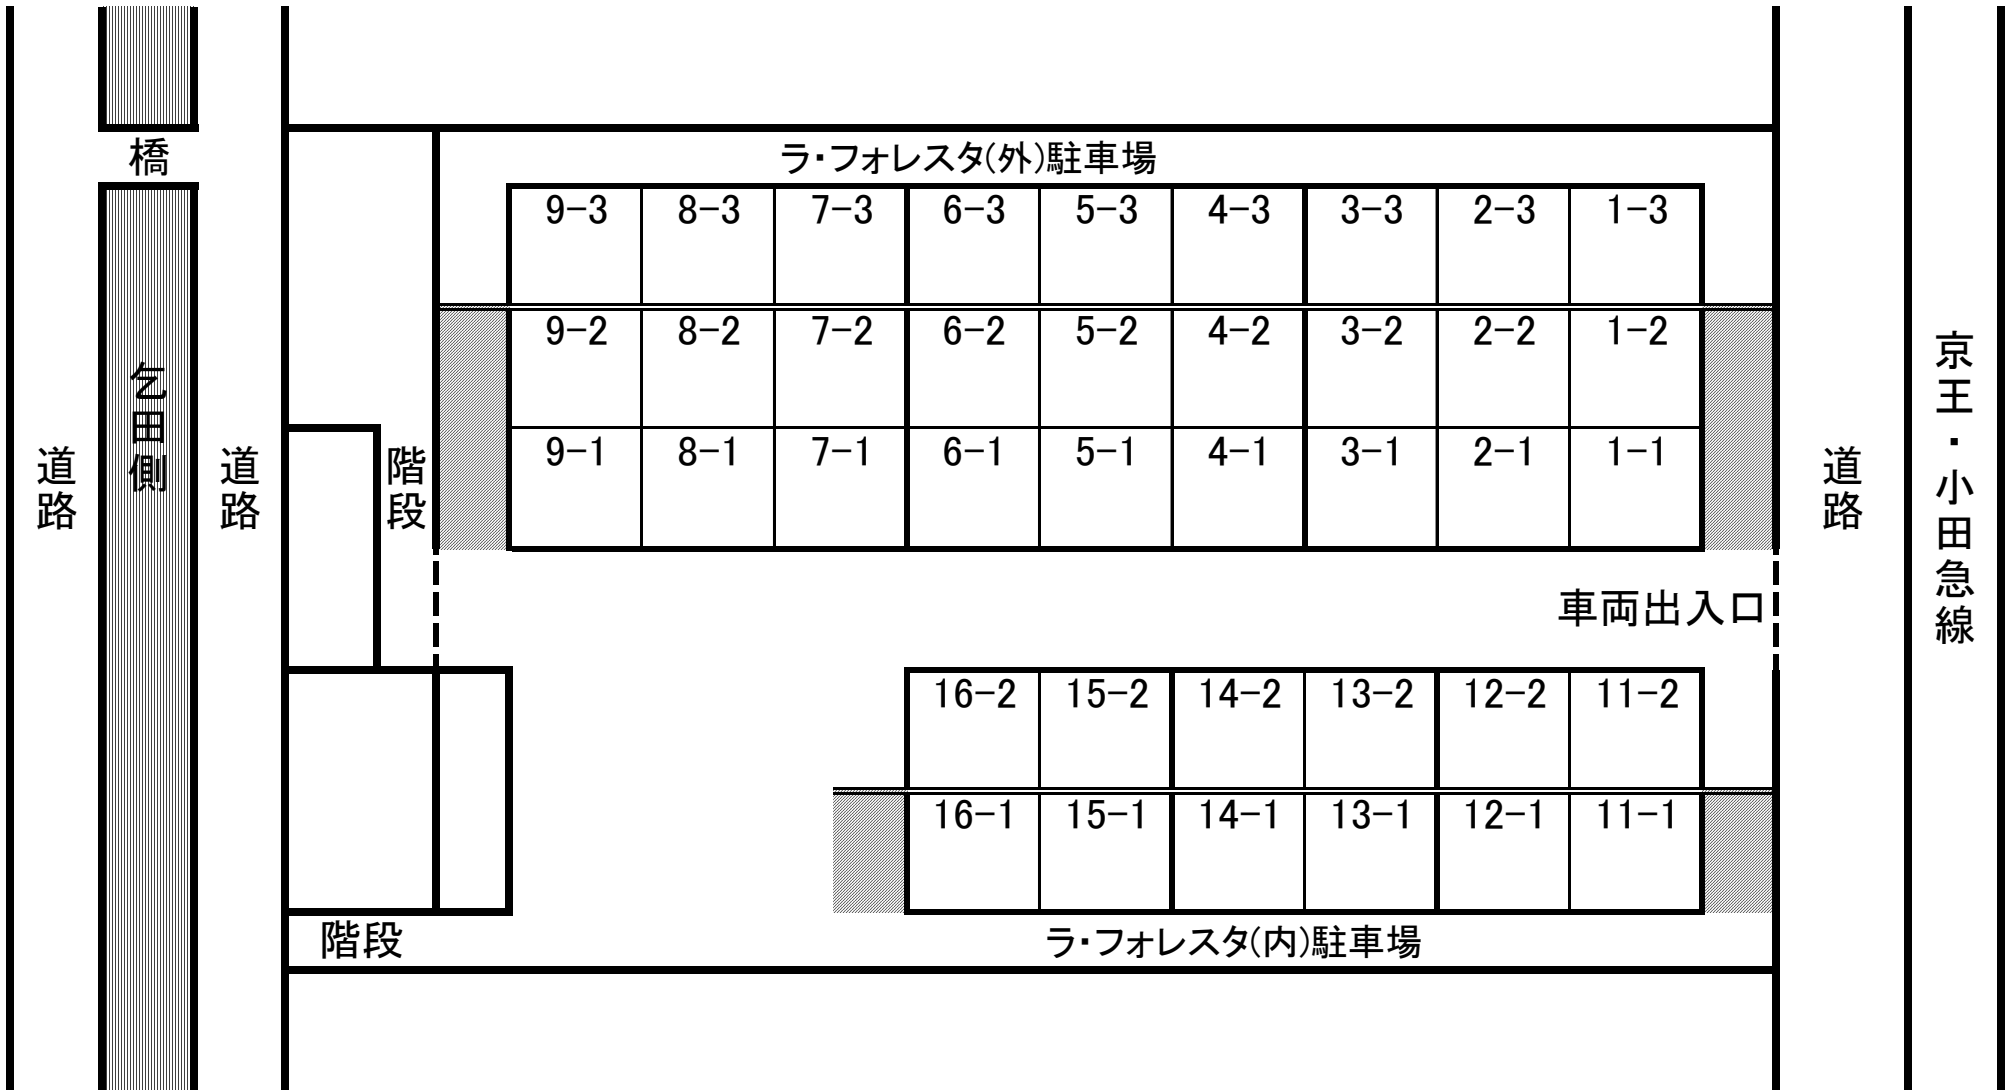 橋
ラ・フォレスタ(外)駐車場
9-3 8-3 7-3 6-3 5-3 4-3 3-3 2-3 1-3
9-2 8-2 7-2 6-2 5-2 4-2 3-2 2-2 1-2
9-1 8-1 7-1 6-1 5-1 4-1 3-1 2-1 1-1
道路
乞田側
道路
階段
道路
京王・小田急線
車両出入口
16-2 15-2 14-2 13-2 12-2 11-2
16-1 15-1 14-1 13-1 12-1 11-1
階段
ラ・フォレスタ(内)駐車場